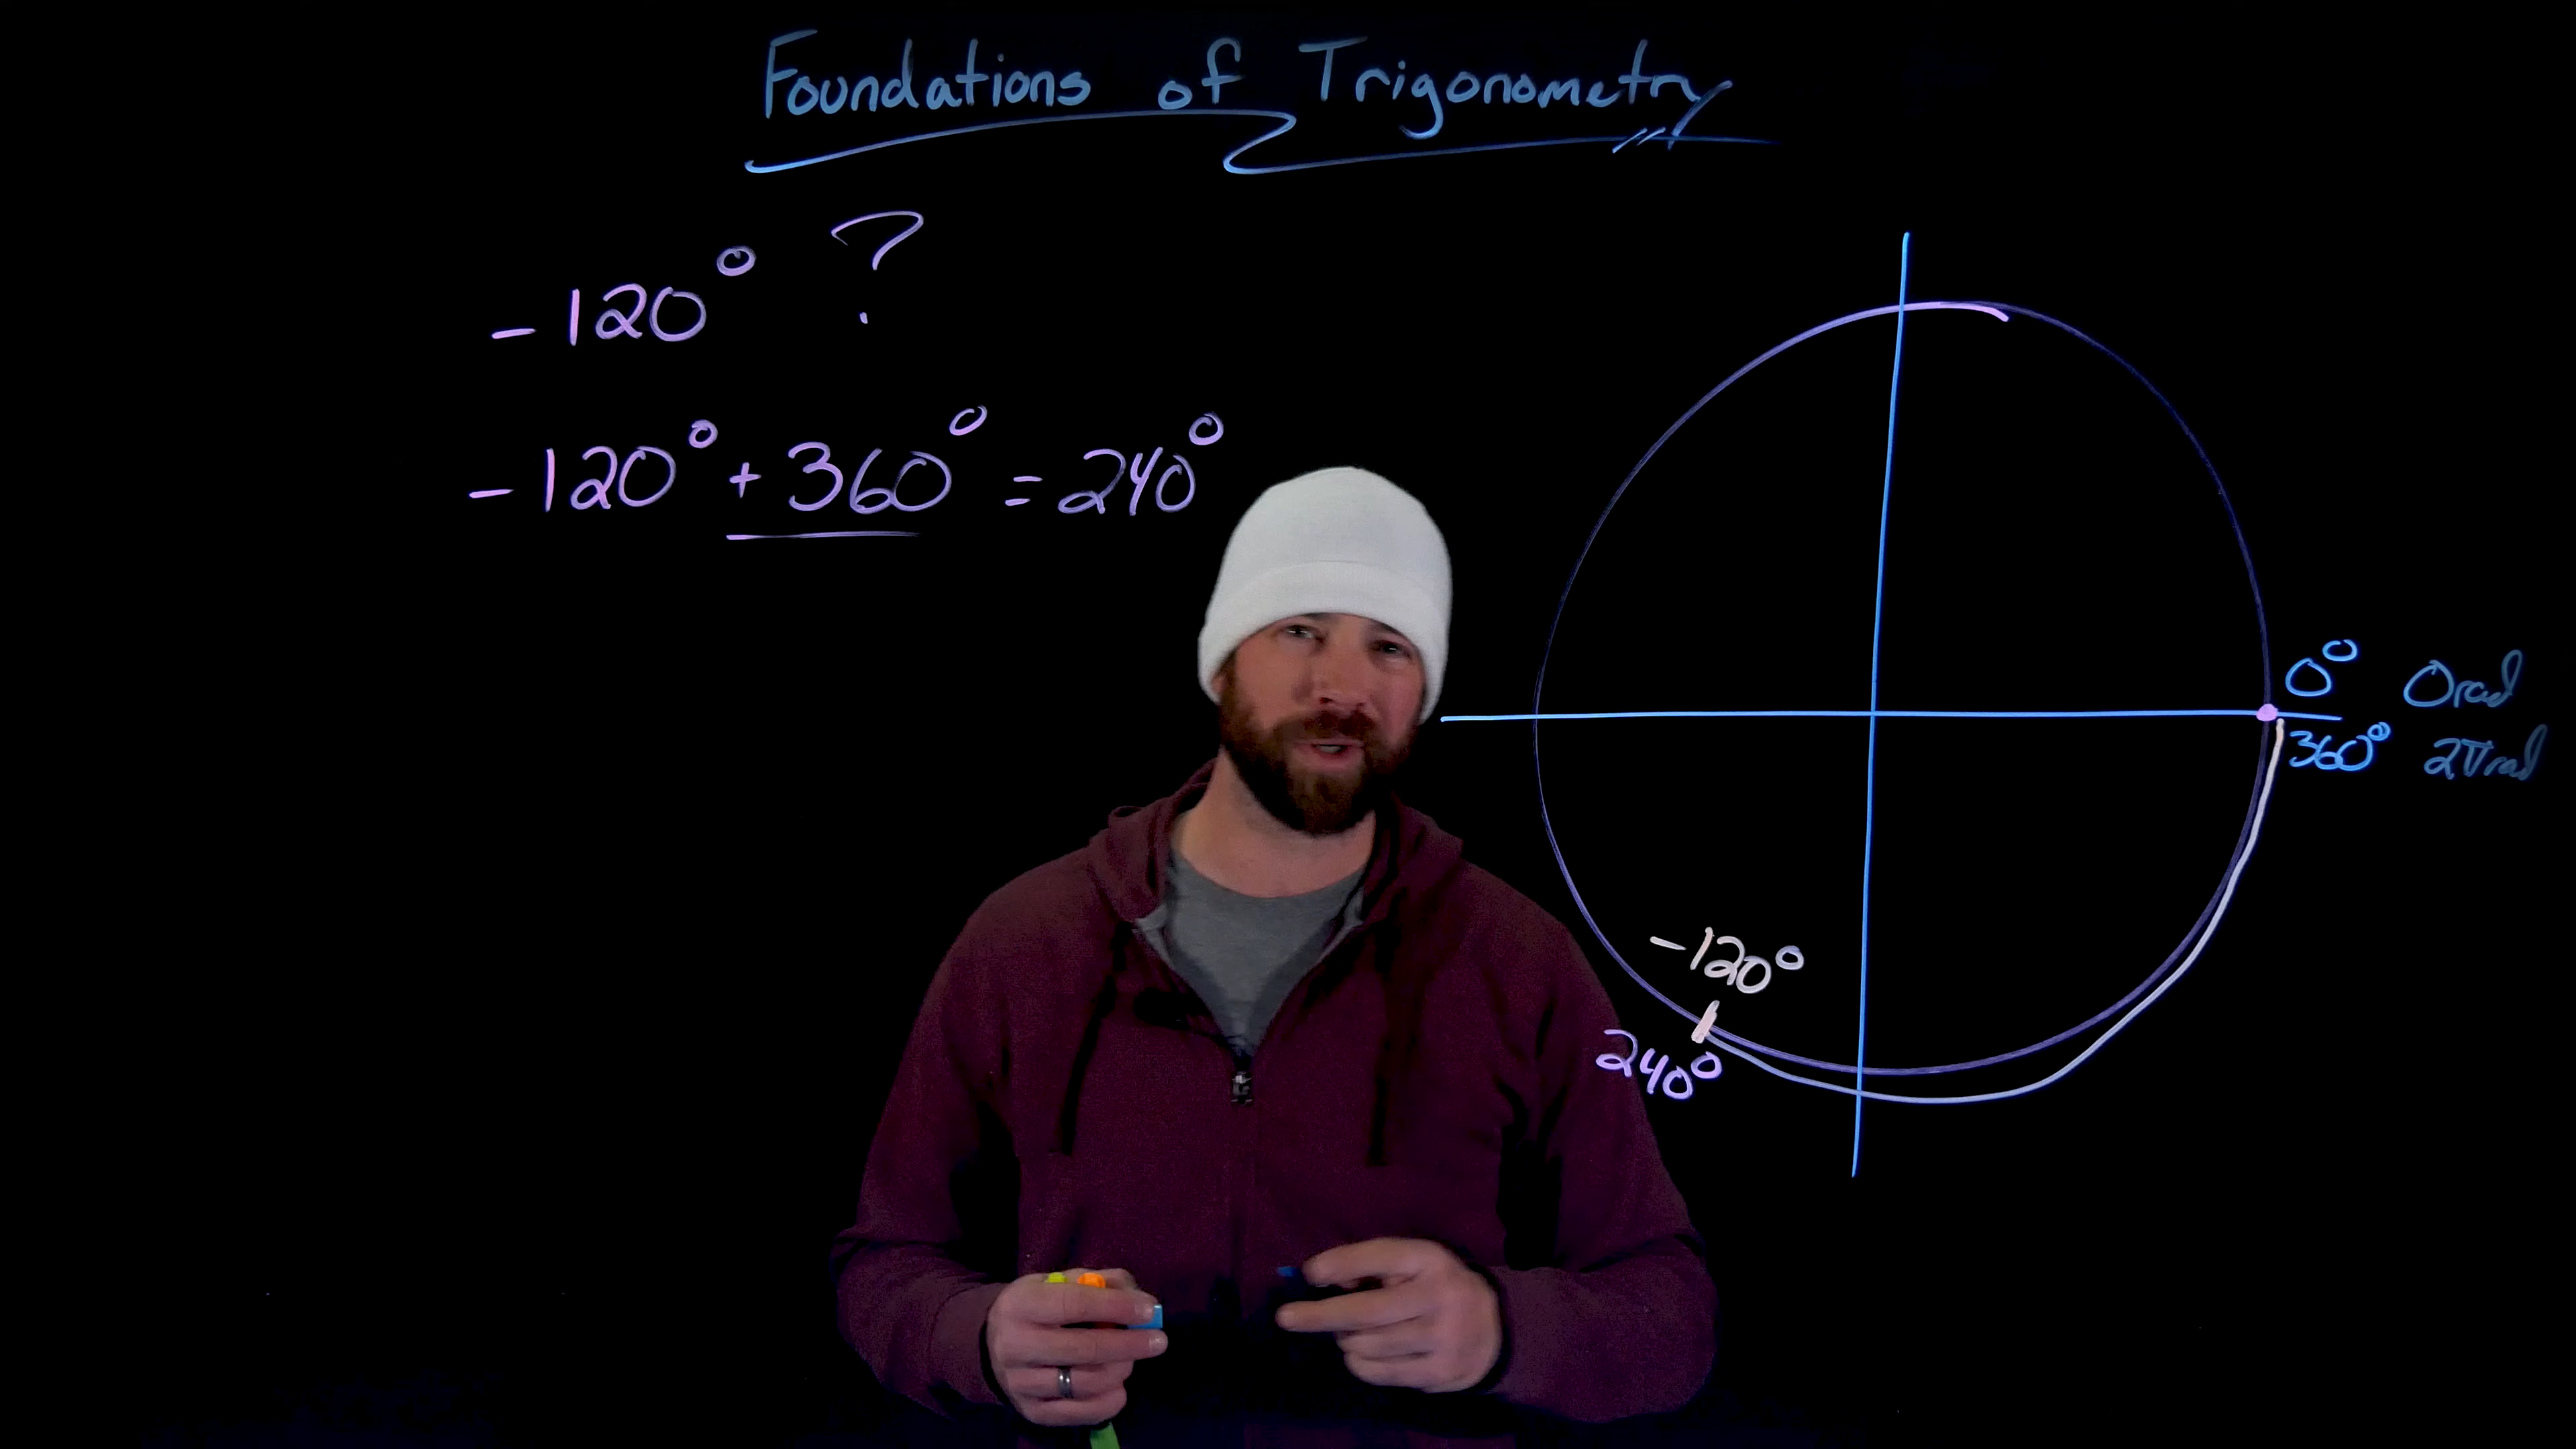 Foundations of Trigonometry
-120° ?
-120° + 360° = 240°
0° 0rad
360° 2πrad
-120°
240°